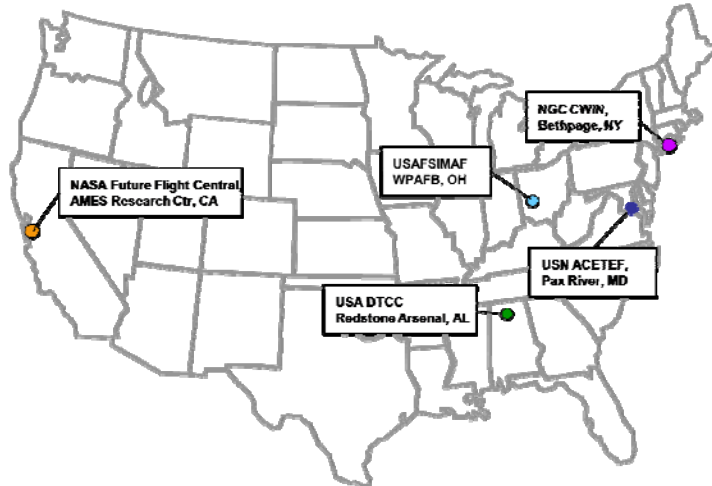 NGC CWIN,
Bethpage, NY
USAFSIMAF
WPAFB, OH
NASA Future Flight Central,
AMES Research Ctr, CA
USN ACETEF,
Pax River, MD
USA DTCC
Redstone Arsenal, AL